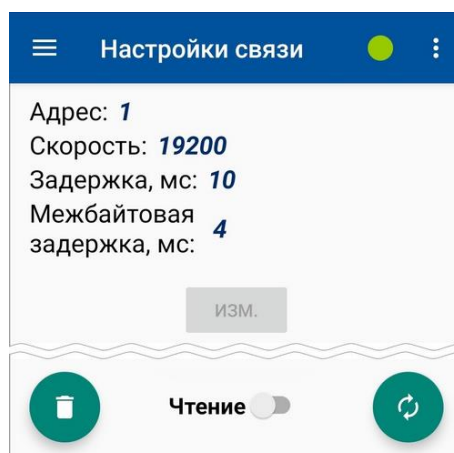 Настройки связи
Адрес: 1
Скорость: 19200
Задержка, мс: 10
Межбайтовая
задержка, мс: 4
изм.
Чтение